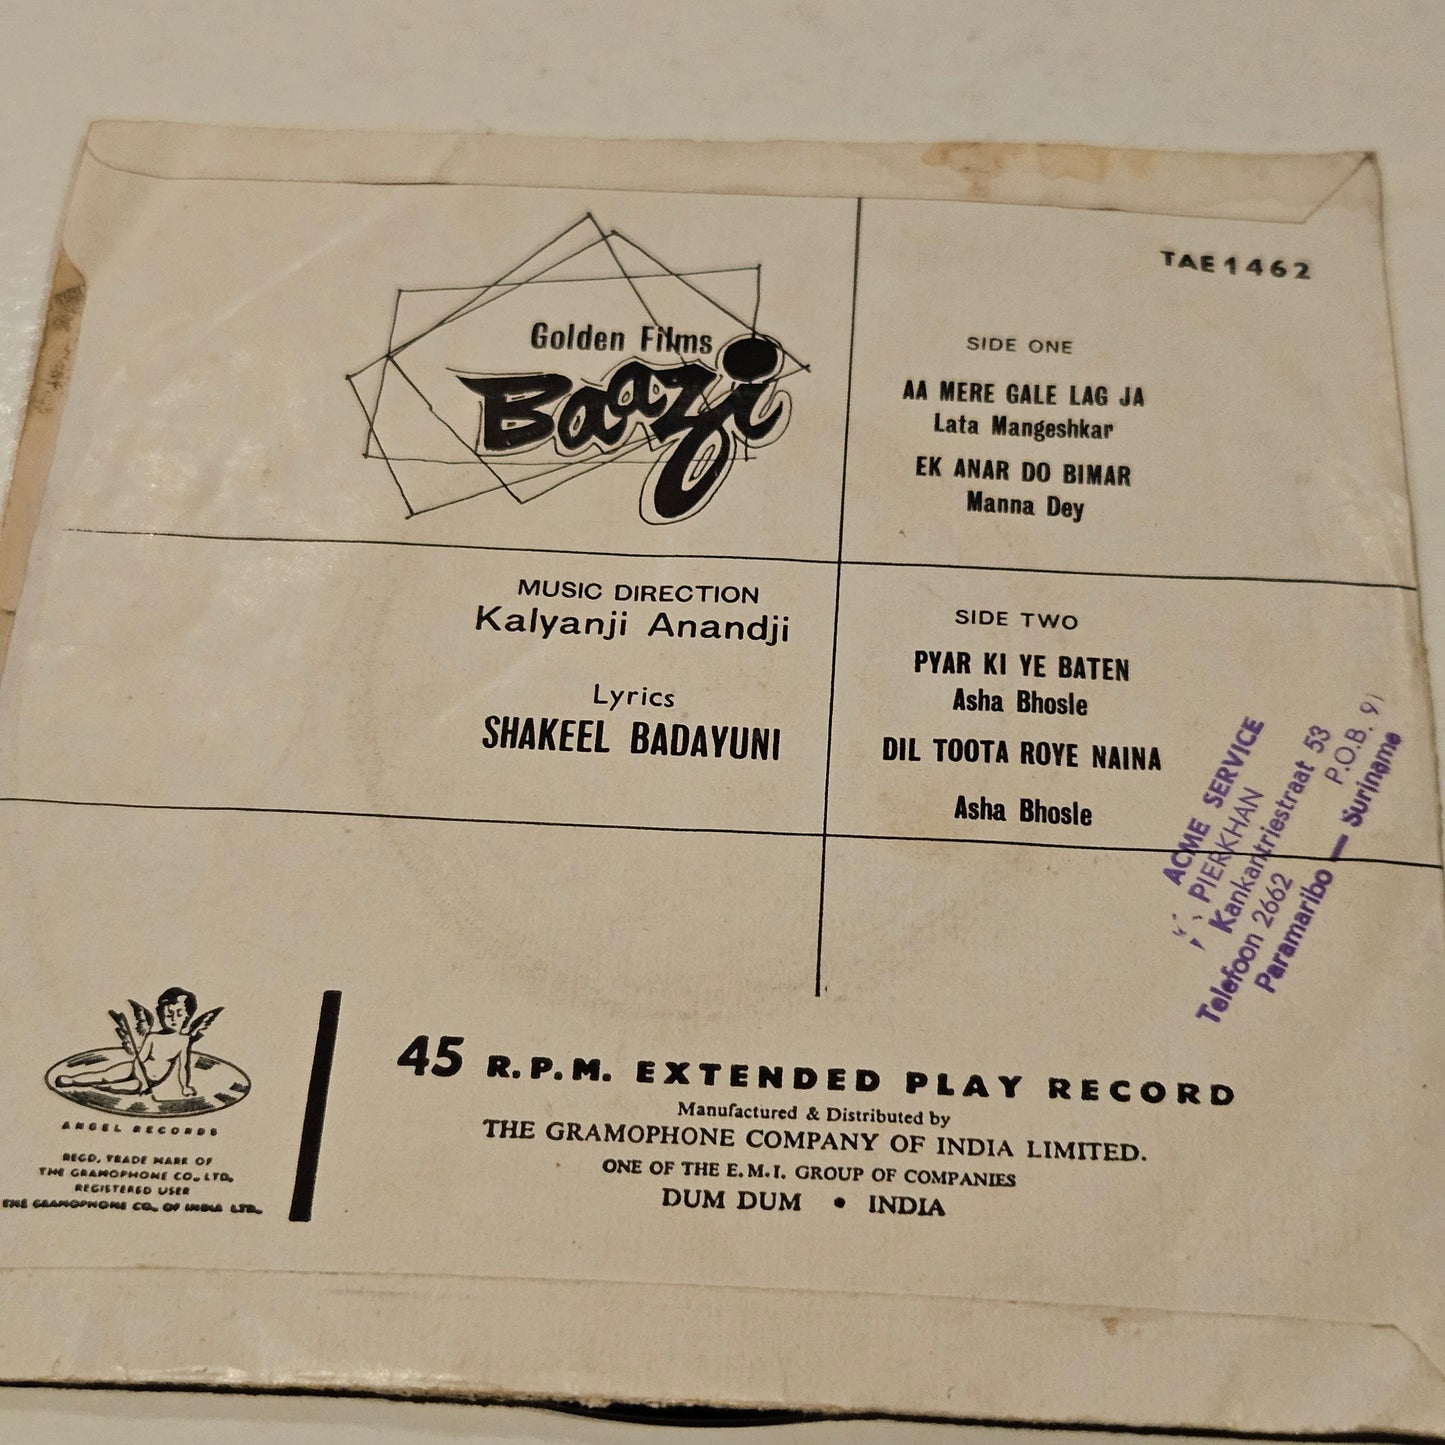 Golden Films
Baazi
TAE 1462
SIDE ONE
AA MERE GALE LAG JA
Lata Mangeshkar
EK ANAR DO BIMAR
Manna Dey
MUSIC DIRECTION
Kalyanji Anandji
Lyrics
SHAKEEL BADAYUNI
SIDE TWO
PYAR KI YE BATEN
Asha Bhosle
DIL TOOTA ROYE NAINA
Asha Bhosle
ACME SERVICE
PIERKHAN
Kankantriestraat 53
Telefoon 2662 P.O.B. 91
Paramaribo — Suriname
ANGEL RECORDS
REGD. TRADE MARK OF
THE GRAMOPHONE CO., LTD.
REGISTERED USER
THE GRAMOPHONE CO. OF INDIA LTD.
45 R.P.M. EXTENDED PLAY RECORD
Manufactured & Distributed by
THE GRAMOPHONE COMPANY OF INDIA LIMITED.
ONE OF THE E.M.I. GROUP OF COMPANIES
DUM DUM • INDIA